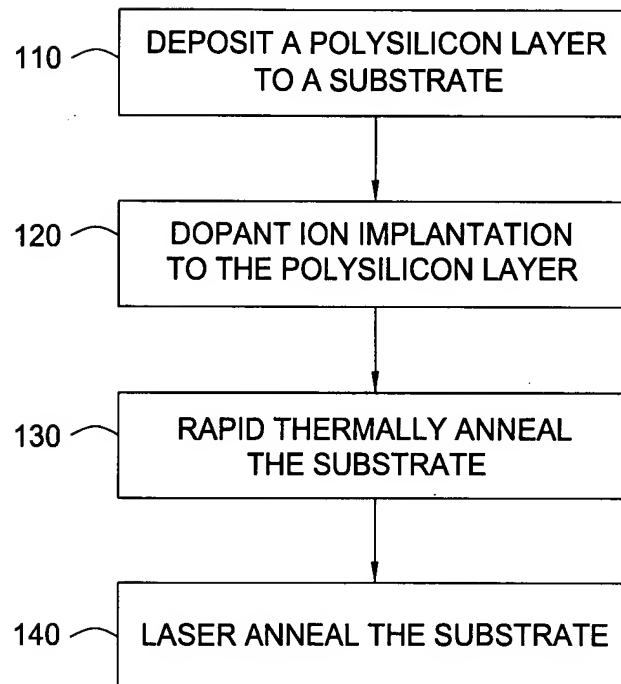 110
DEPOSIT A POLYSILICON LAYER
TO A SUBSTRATE
120
DOPANT ION IMPLANTATION
TO THE POLYSILICON LAYER
130
RAPID THERMALLY ANNEAL
THE SUBSTRATE
140
LASER ANNEAL THE SUBSTRATE